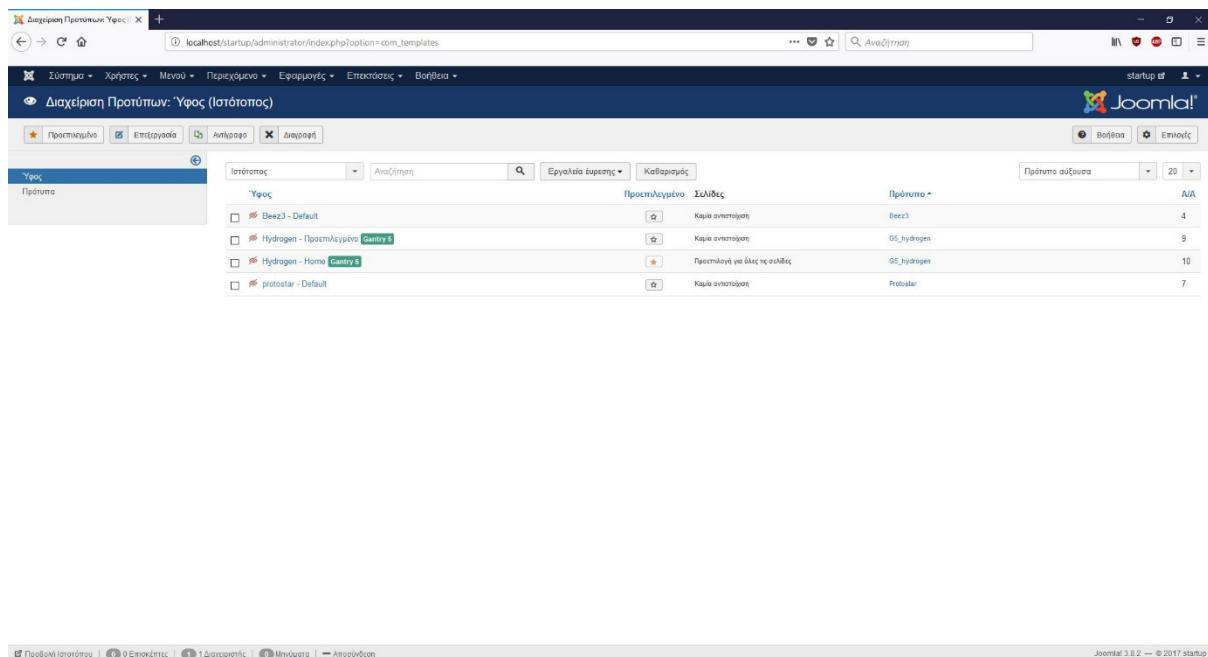 Διαχείριση Προτύπων: Ύφος (
localhost/startup/administrator/index.php?option=com_templates
Αναζήτηση
Σύστημα Χρήστες Μενού Περιεχόμενο Εφαρμογές Επεκτάσεις Βοήθεια startup
Διαχείριση Προτύπων: Ύφος (Ιστότοπος) Joomla!
Προεπιλεγμένο Επεξεργασία Αντίγραφο Διαγραφή Βοήθεια Επιλογές
Ύφος
Πρότυπα
Ιστότοπος Αναζήτηση Εργαλεία έυρεσης Καθαρισμός Πρότυπο αύξουσα 20
Ύφος Προεπιλεγμένο Σελίδες Πρότυπο Α/Α
Beez3 - Default Καμία αντιστοίχιση Beez3 4
Hydrogen - Προεπιλεγμένο Gantry 5 Καμία αντιστοίχιση G5_hydrogen 9
Hydrogen - Home Gantry 5 Προεπιλογή για όλες τις σελίδες G5_hydrogen 10
protostar - Default Καμία αντιστοίχιση Protostar 7
Προβολή Ιστοτόπου | 0 0 Επισκέπτες | 1 1 Διαχειριστής | 0 Μηνύματα | Αποσύνδεση Joomla! 3.8.2 — © 2017 startup